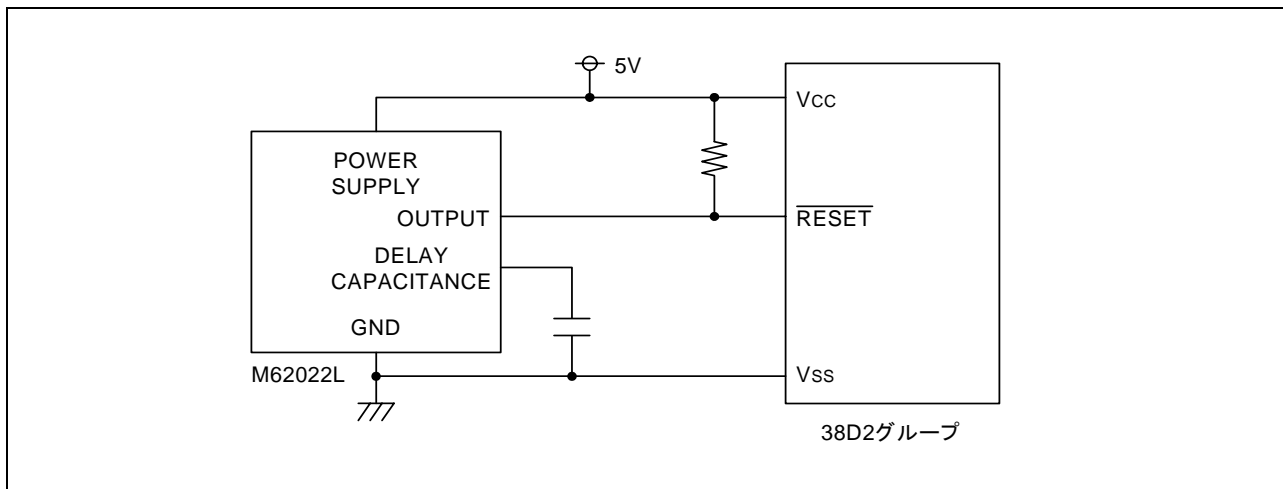 5V
VCC
POWER
SUPPLY
OUTPUT
RESET
DELAY
CAPACITANCE
GND
M62022L
VSS
38D2グループ